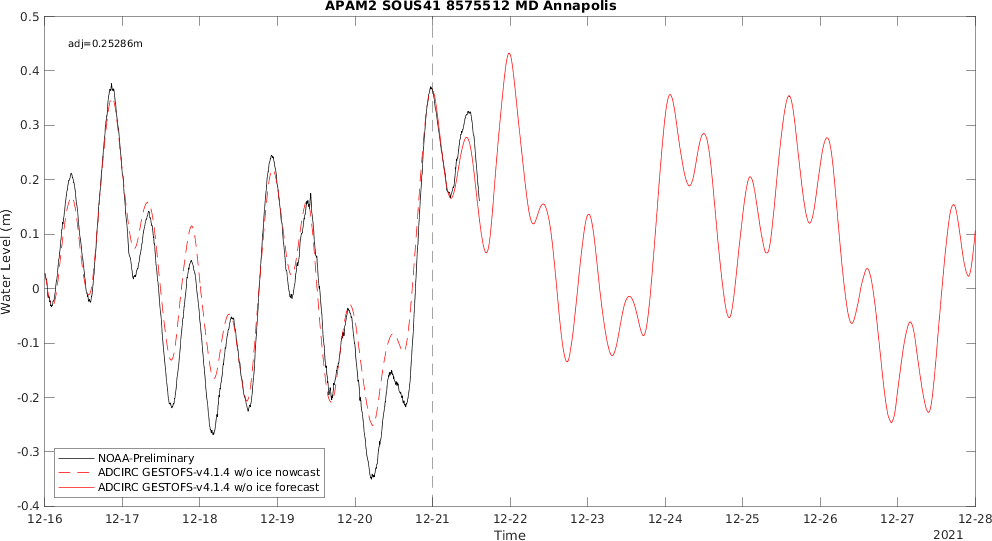 APAM2 SOUS41 8575512 MD Annapolis
adj=0.25286m
0.5
0.4
0.3
0.2
0.1
0
-0.1
-0.2
-0.3
-0.4
Water Level (m)
NOAA-Preliminary
ADCIRC GESTOFS-v4.1.4 w/o ice nowcast
ADCIRC GESTOFS-v4.1.4 w/o ice forecast
12-16 12-17 12-18 12-19 12-20 12-21 12-22 12-23 12-24 12-25 12-26 12-27 12-28
Time
2021